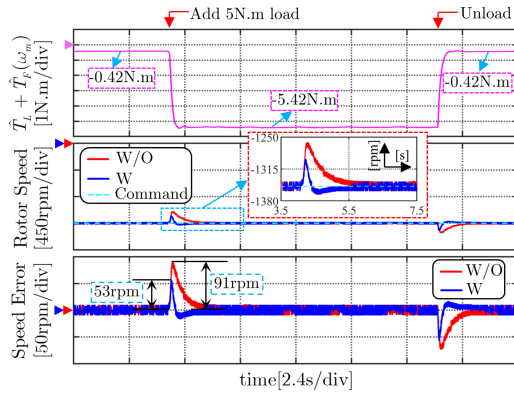 Add 5N.m load
Unload
T̂_L + T̂_F(ω_m)
[1N.m/div]
-0.42N.m
-5.42N.m
-0.42N.m
Rotor Speed
[450rpm/div]
W/O
W
Command
-1250
-1315
-1380
[rpm]
[s]
3.5
5.5
7.5
Speed Error
[50rpm/div]
53rpm
91rpm
W/O
W
time[2.4s/div]